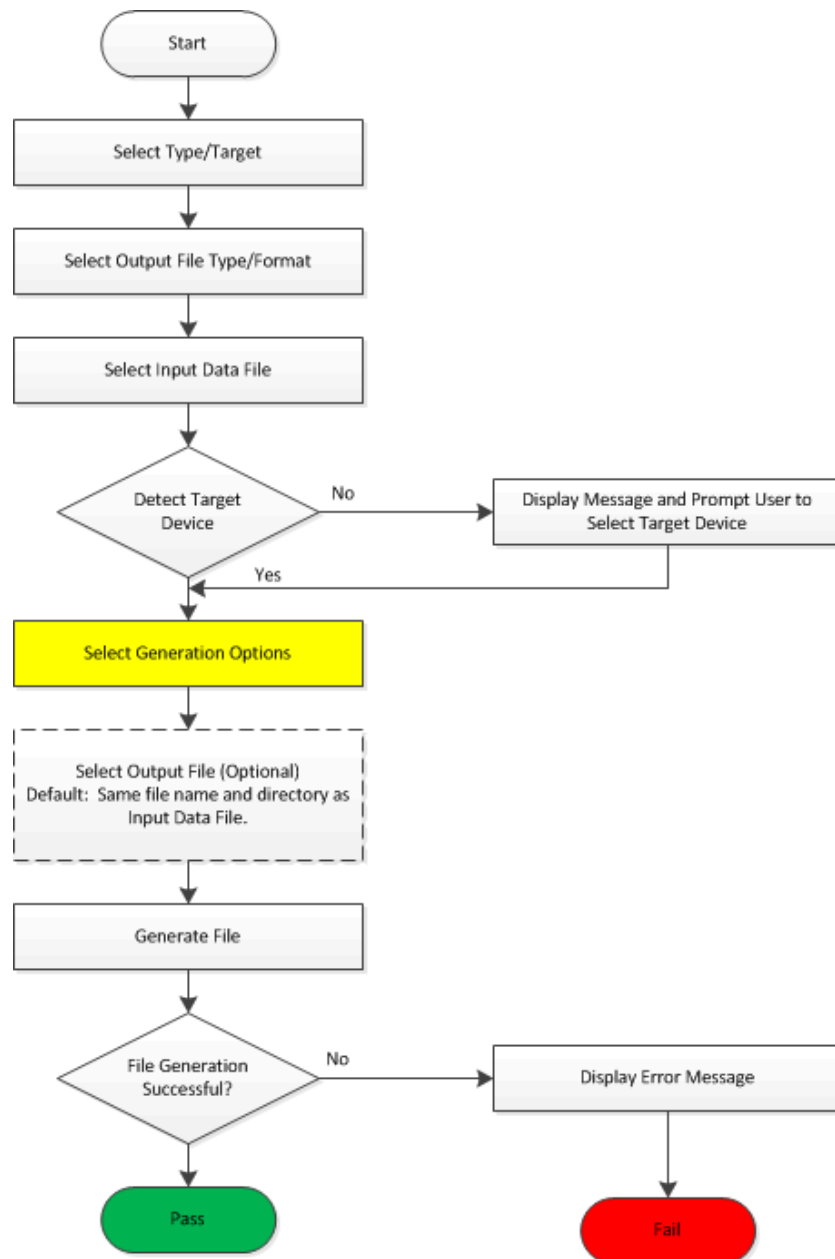 Start
Select Type/Target
Select Output File Type/Format
Select Input Data File
Detect Target
Device
No
Display Message and Prompt User to
Select Target Device
Yes
Select Generation Options
Select Output File (Optional)
Default:  Same file name and directory as
Input Data File.
Generate File
File Generation
Successful?
No
Display Error Message
Pass
Fail